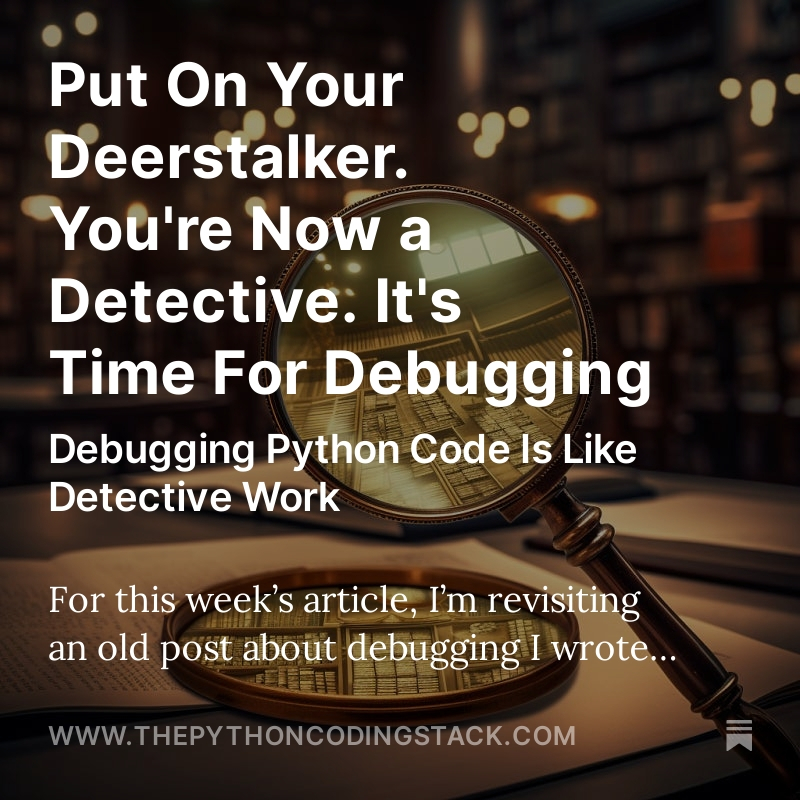 Put On Your
Deerstalker.
You're Now a
Detective. It's
Time For Debugging
Debugging Python Code Is Like
Detective Work
For this week’s article, I’m revisiting
an old post about debugging I wrote…
WWW.THEPYTHONCODINGSTACK.COM